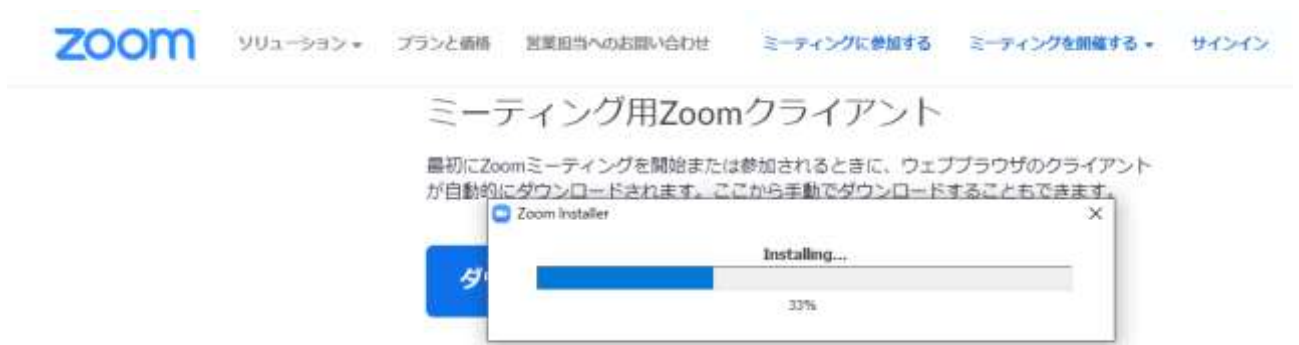 zoom ソリューション プランと価格 営業担当へのお問い合わせ ミーティングに参加する ミーティングを開催する サインイン
ミーティング用Zoomクライアント
最初にZoomミーティングを開始または参加されるときに、ウェブブラウザのクライアント
が自動的にダウンロードされます。ここから手動でダウンロードすることもできます。
Zoom Installer
Installing...
ダ
33%